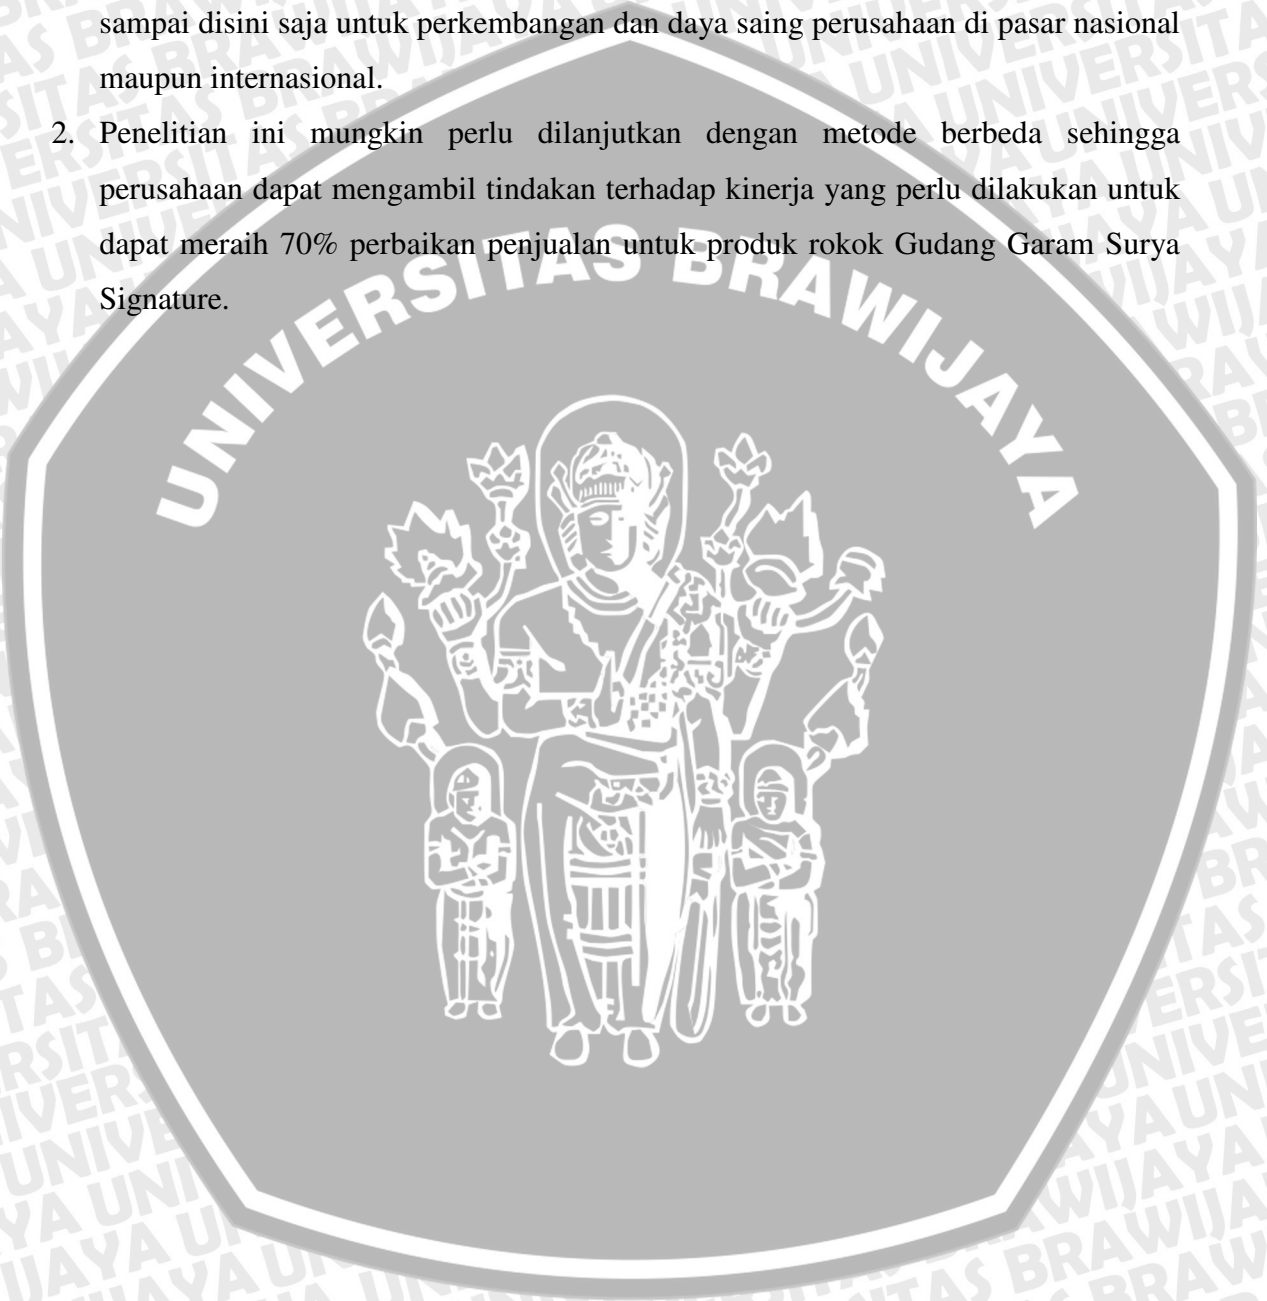 sampai disini saja untuk perkembangan dan daya saing perusahaan di pasar nasional
maupun internasional.
2. Penelitian ini mungkin perlu dilanjutkan dengan metode berbeda sehingga
perusahaan dapat mengambil tindakan terhadap kinerja yang perlu dilakukan untuk
dapat meraih 70% perbaikan penjualan untuk produk rokok Gudang Garam Surya
Signature.
UNIVERSITAS BRAWIJAYA